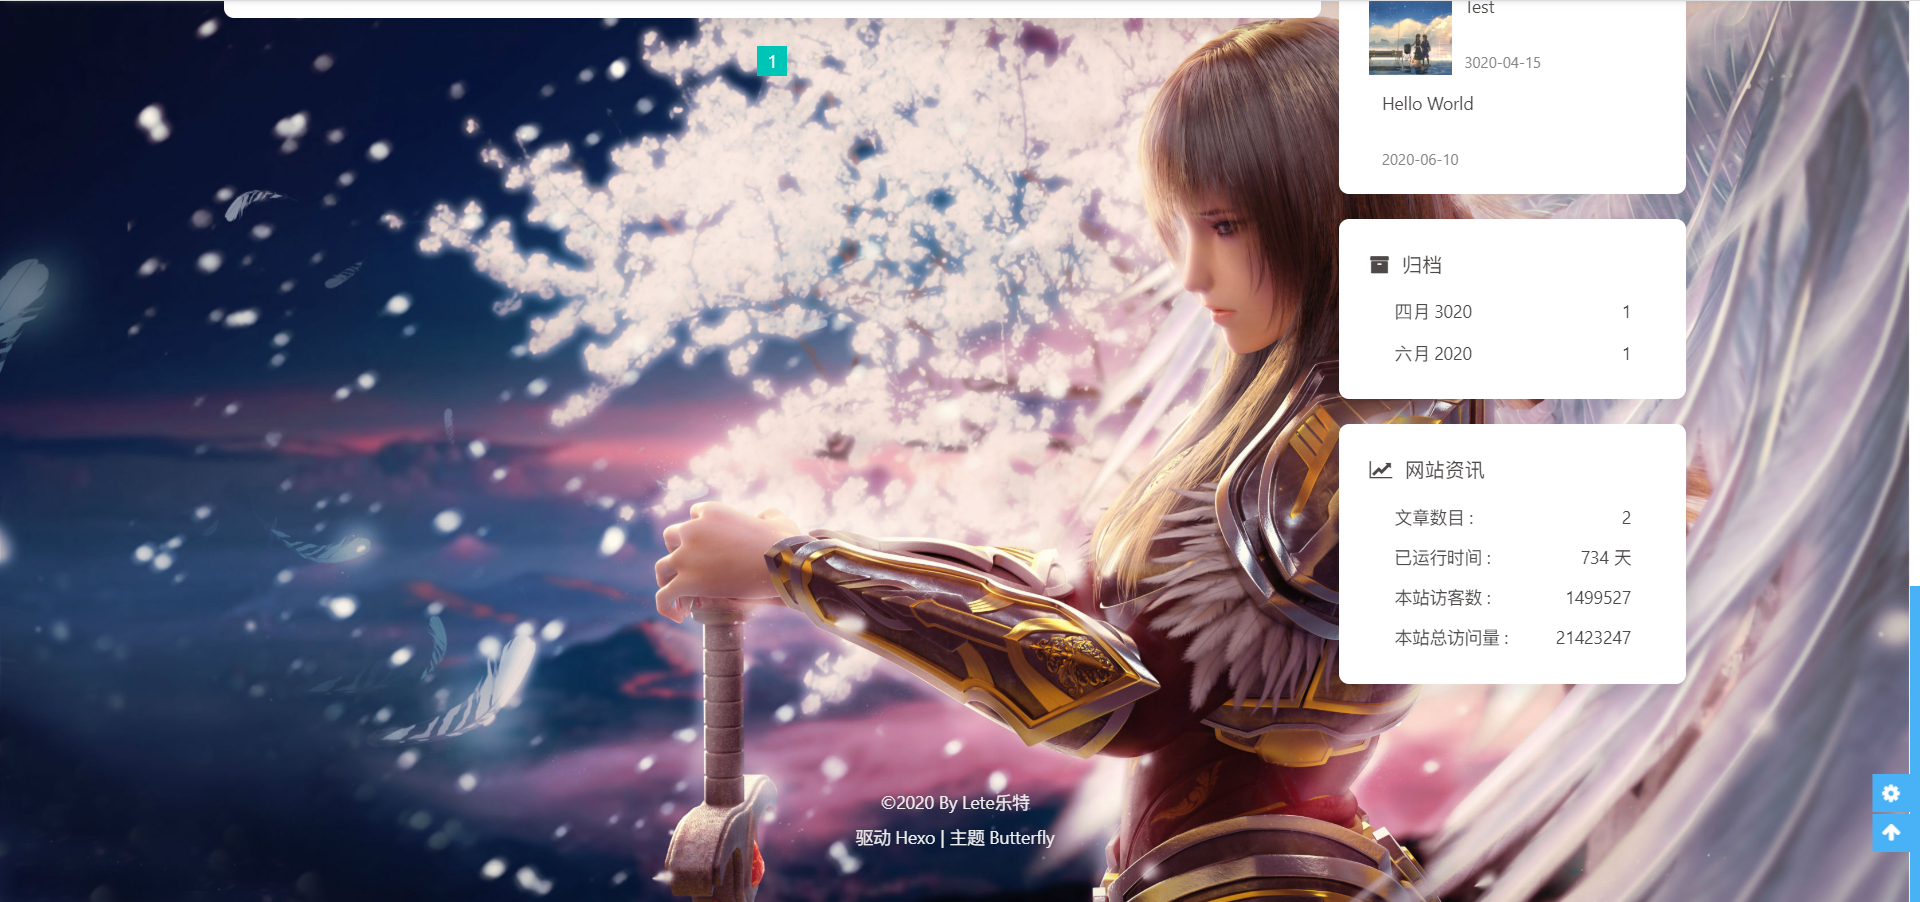 1
Test
3020-04-15
Hello World
2020-06-10
归档
四月 3020 1
六月 2020 1
网站资讯
文章数目 : 2
已运行时间 : 734 天
本站访客数 : 1499527
本站总访问量 : 21423247
©2020 By Lete乐特
驱动 Hexo | 主题 Butterfly